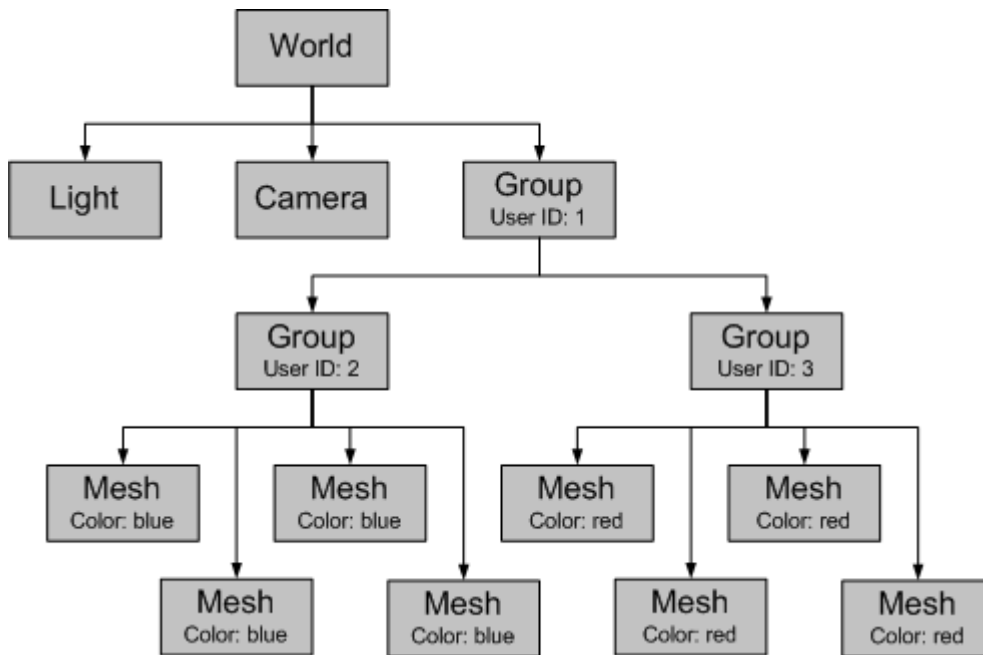 World
Light
Camera
Group
User ID: 1
Group
User ID: 2
Group
User ID: 3
Mesh
Color: blue
Mesh
Color: blue
Mesh
Color: red
Mesh
Color: red
Mesh
Color: blue
Mesh
Color: blue
Mesh
Color: red
Mesh
Color: red